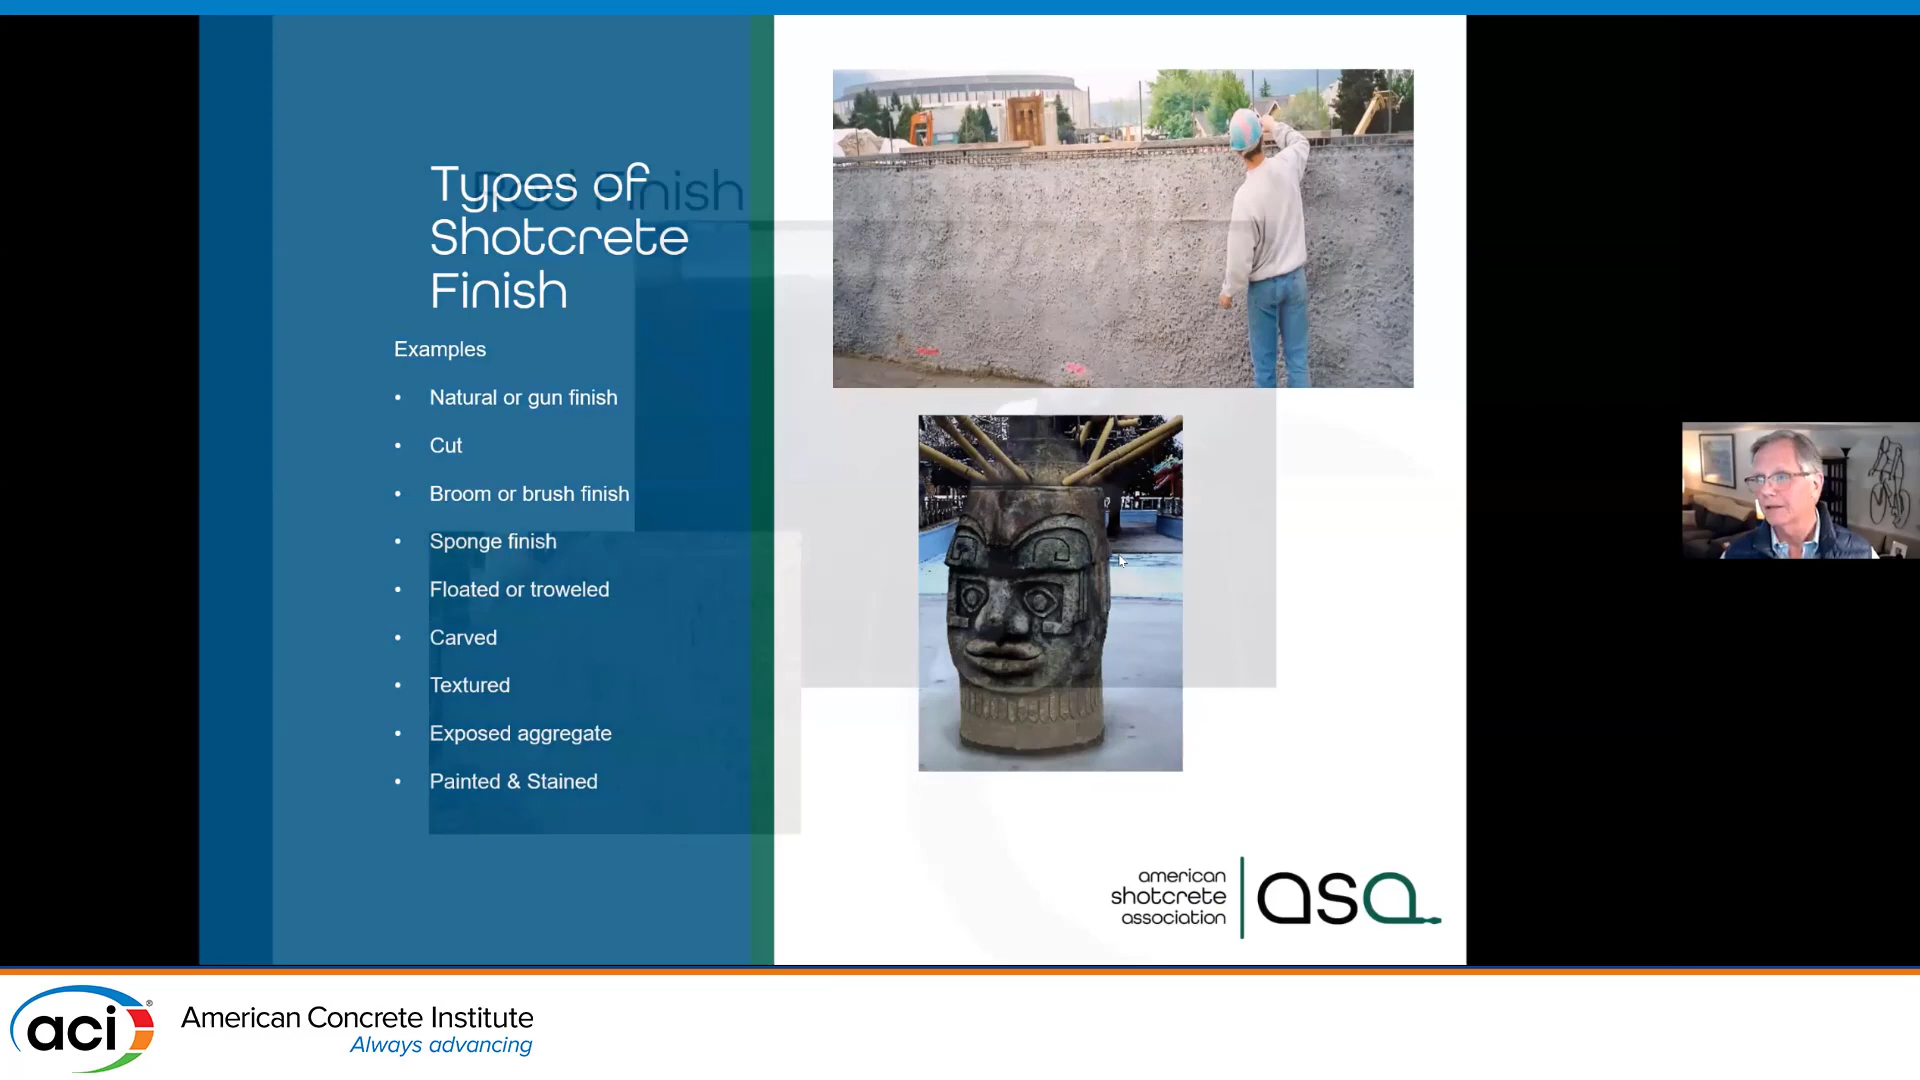 Types of
Shotcrete
Finish
Finish
Examples
• Natural or gun finish
• Cut
• Broom or brush finish
• Sponge finish
• Floated or troweled
• Carved
• Textured
• Exposed aggregate
• Painted & Stained
american
shotcrete
association
asa
aci®
American Concrete Institute
Always advancing